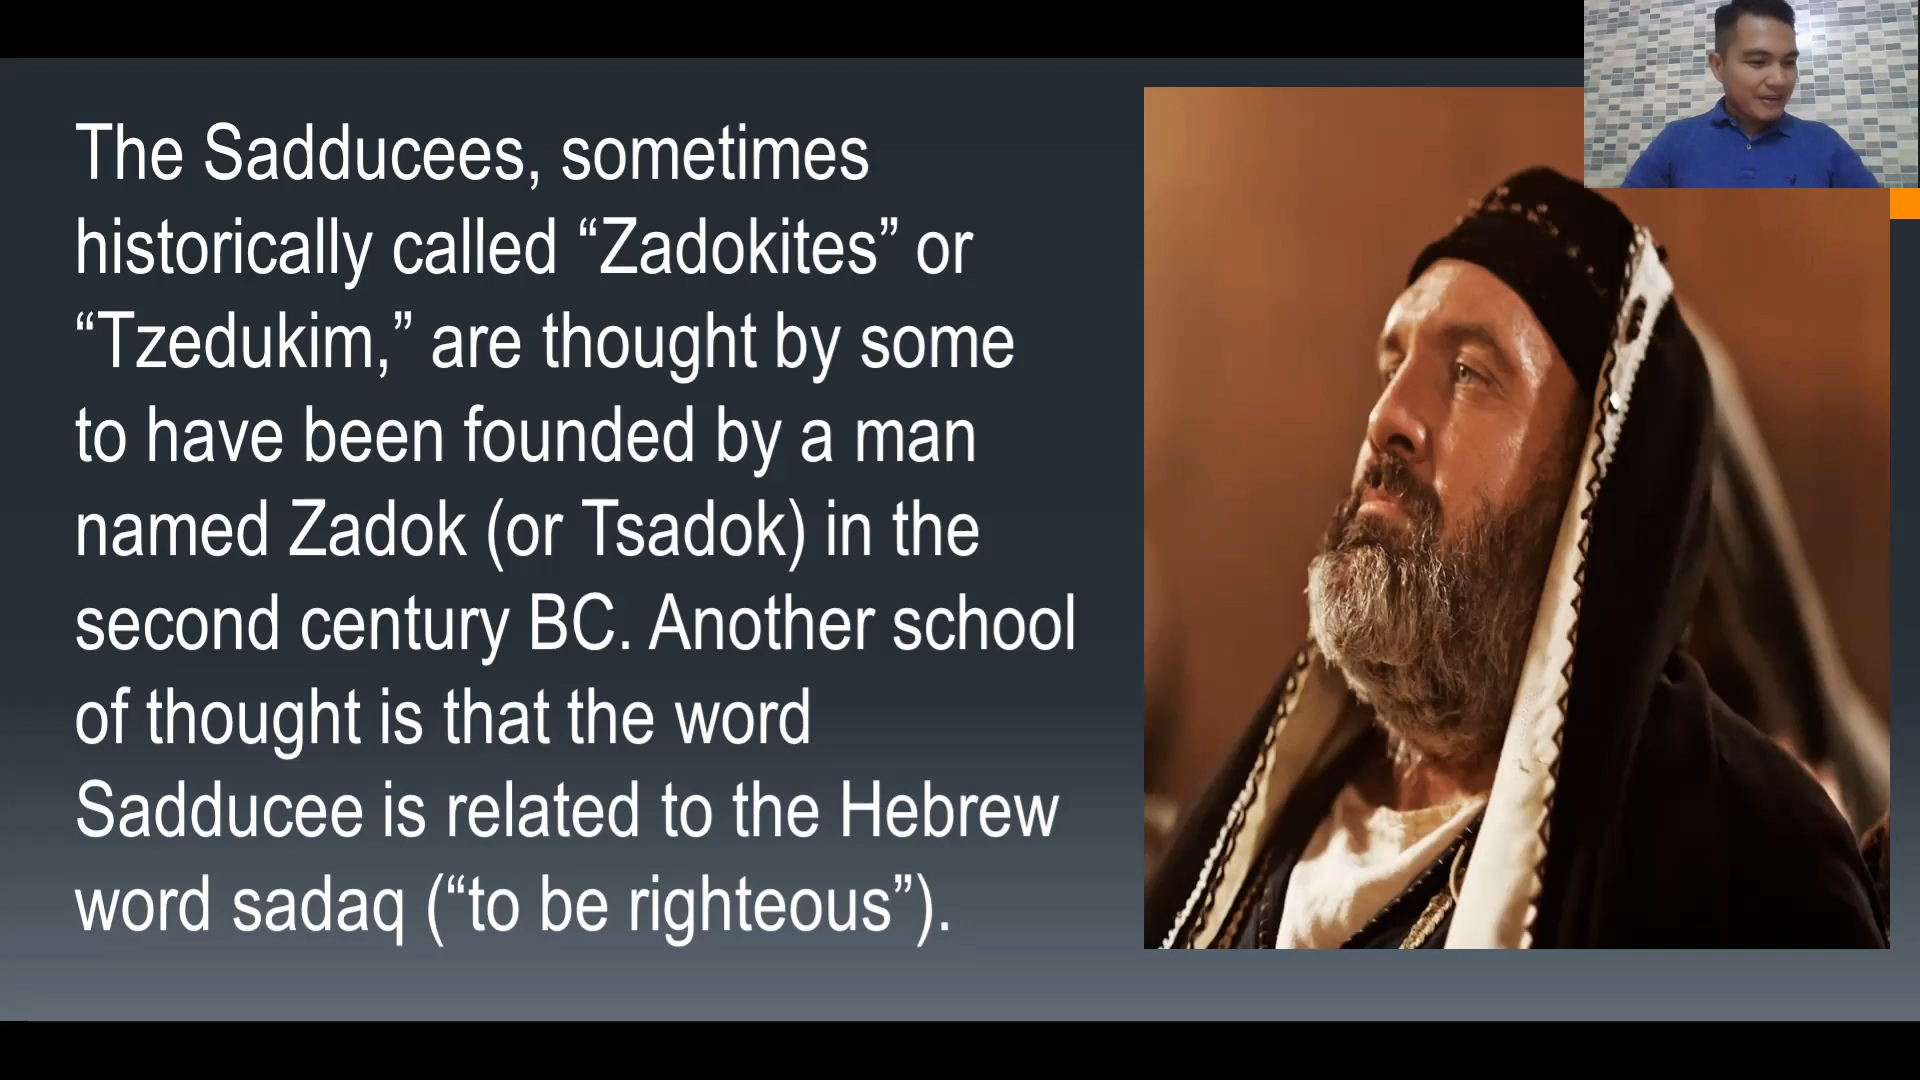 The Sadducees, sometimes
historically called “Zadokites” or
“Tzedukim,” are thought by some
to have been founded by a man
named Zadok (or Tsadok) in the
second century BC. Another school
of thought is that the word
Sadducee is related to the Hebrew
word sadaq (“to be righteous”).